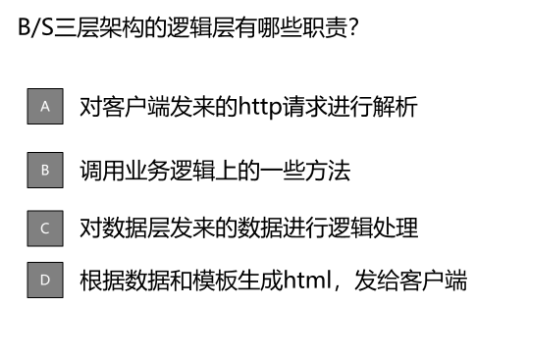 B/S三层架构的逻辑层有哪些职责?
A 对客户端发来的http请求进行解析
B 调用业务逻辑上的一些方法
C 对数据层发来的数据进行逻辑处理
D 根据数据和模板生成html，发给客户端